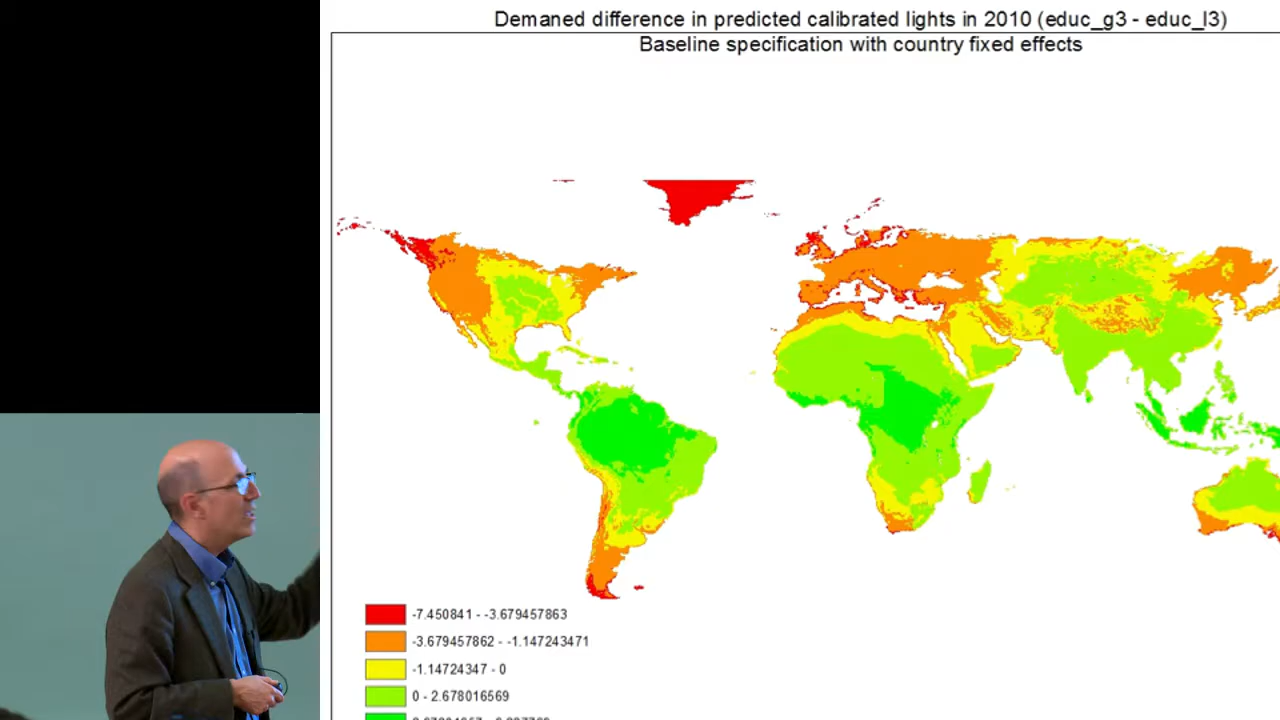 Demaned difference in predicted calibrated lights in 2010 (educ_g3 - educ_l3)
Baseline specification with country fixed effects
-7.450841 - -3.679457863
-3.679457862 - -1.147243471
-1.14724347 - 0
0 - 2.678016569